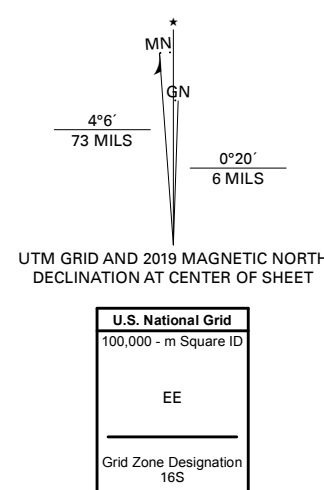 ★
MN
GN
4°6´
73 MILS
0°20´
6 MILS
UTM GRID AND 2019 MAGNETIC NORTH
DECLINATION AT CENTER OF SHEET
U.S. National Grid
100,000 - m Square ID
EE
Grid Zone Designation
16S